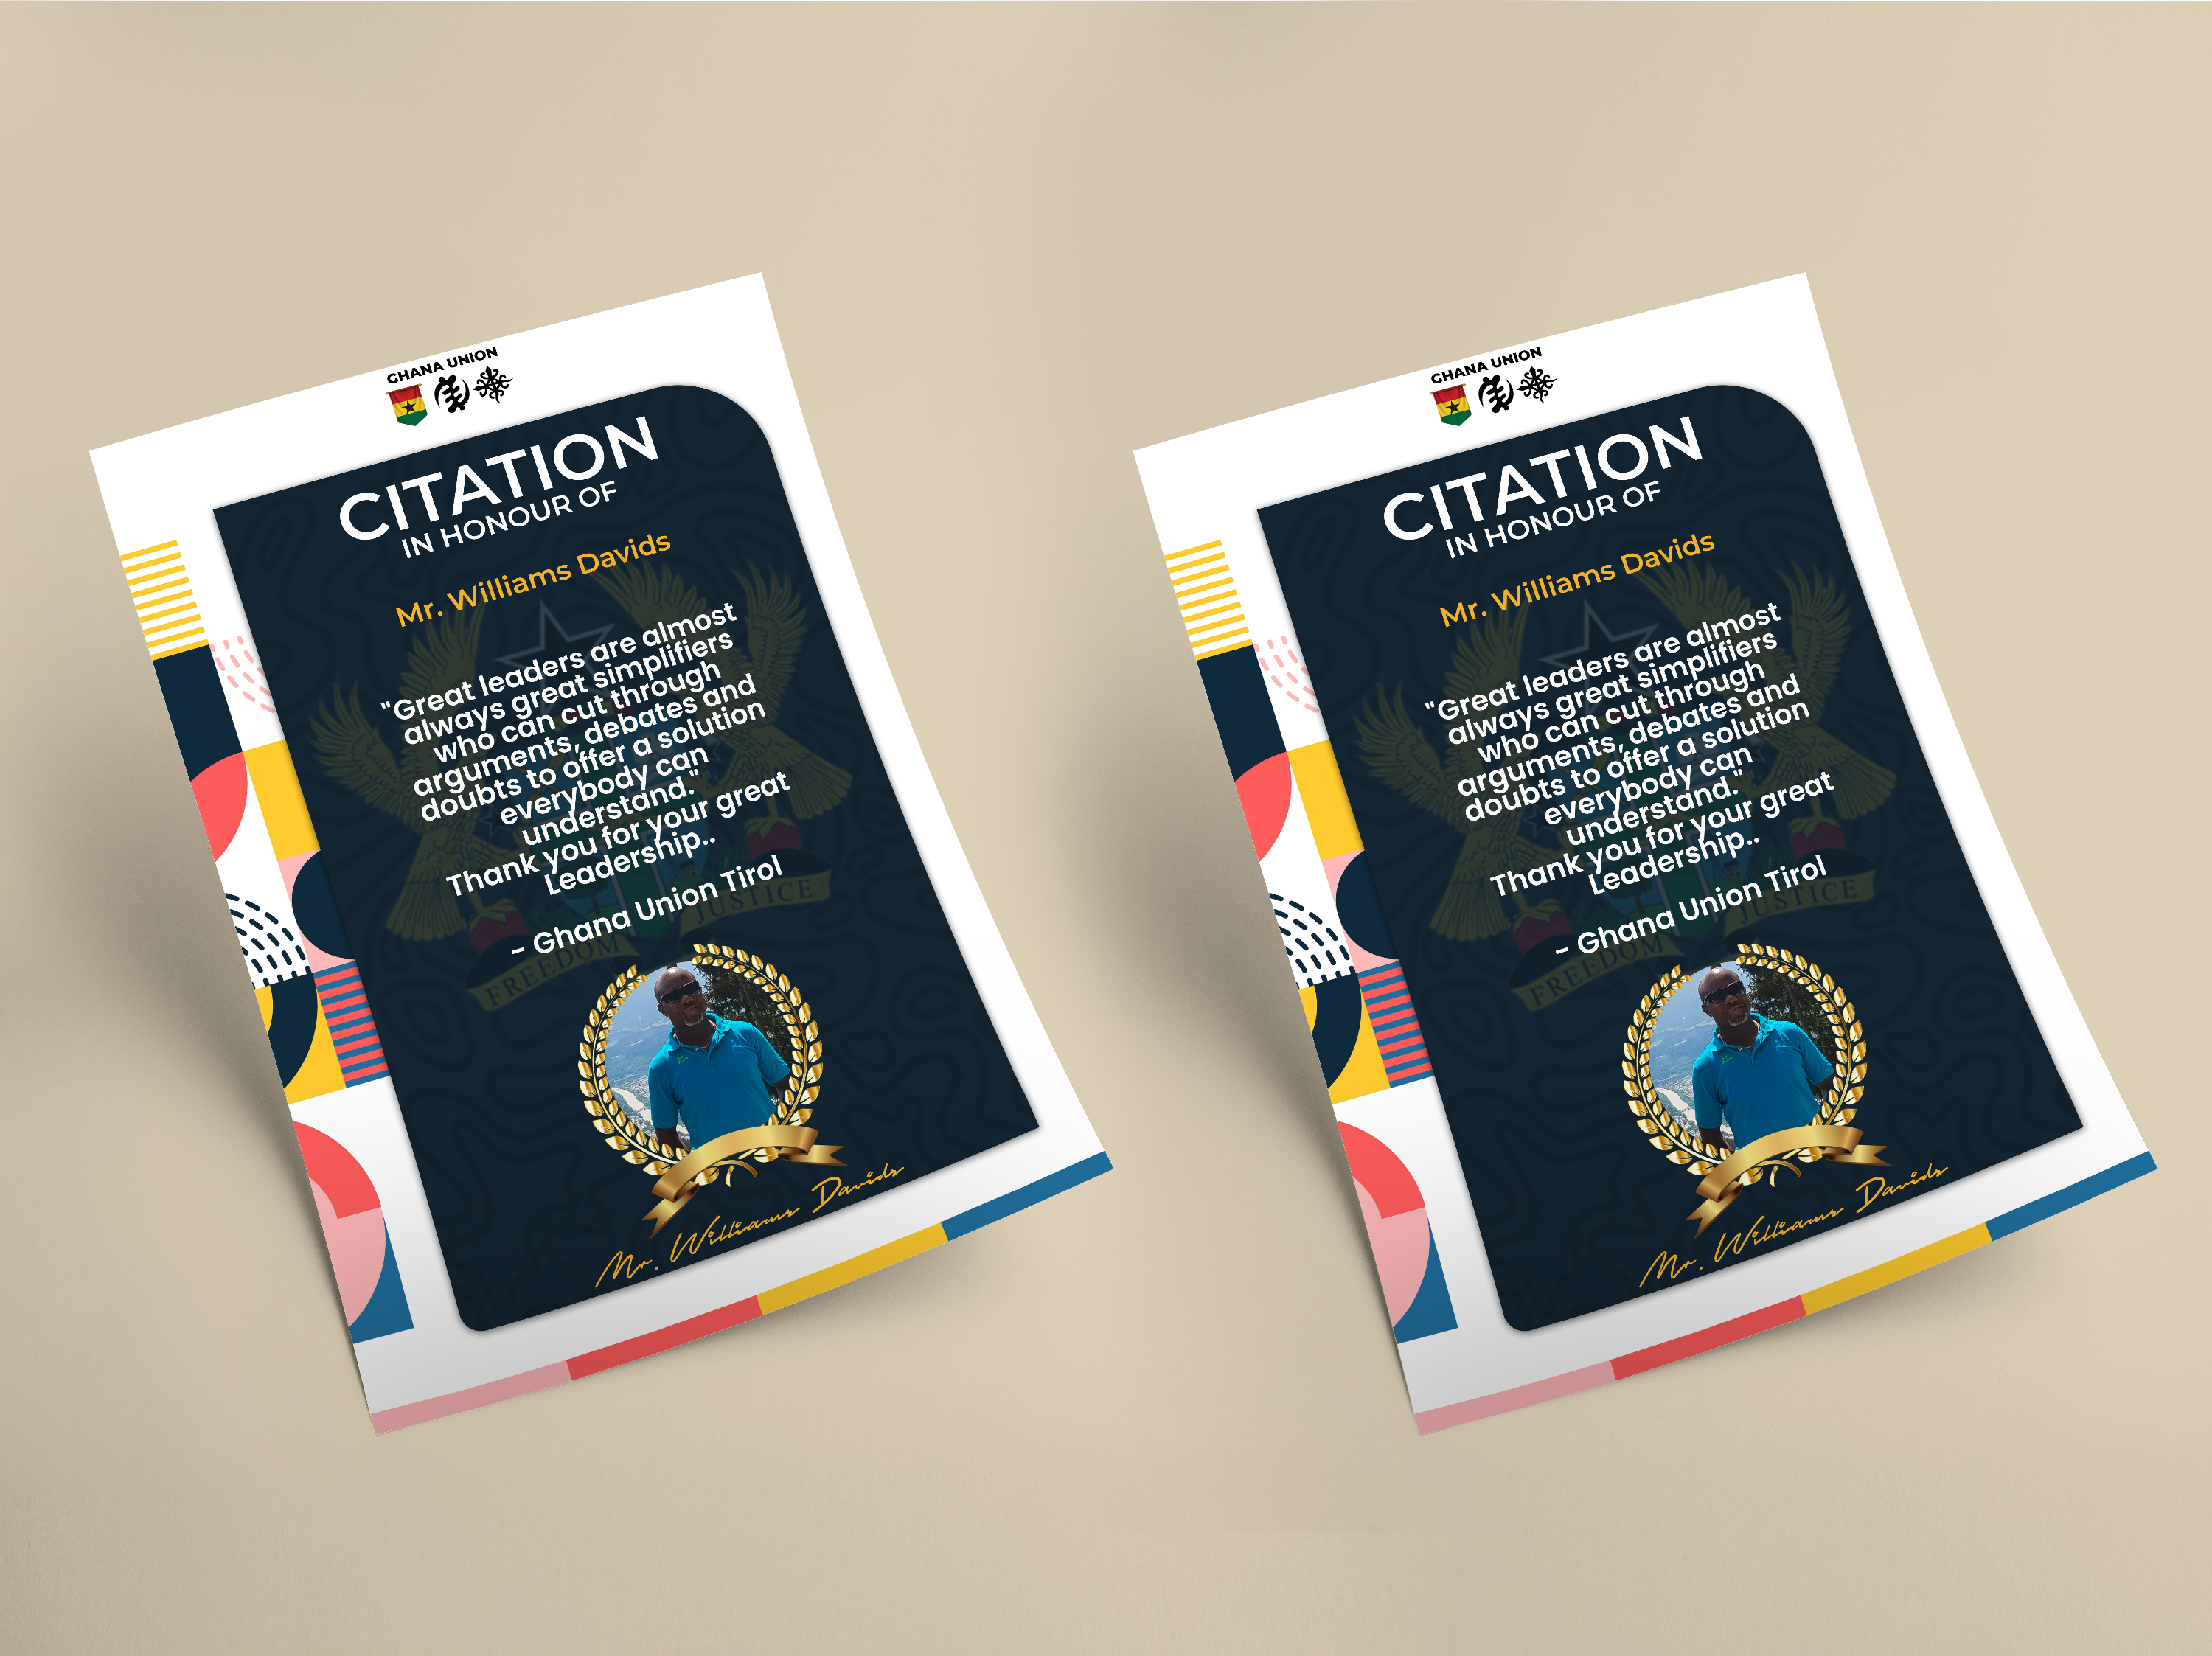 GHANA UNION
CITATION
IN HONOUR OF
Mr. Williams Davids
"Great leaders are almost
always great simplifiers
who can cut through
arguments, debates and
doubts to offer a solution
everybody can
understand."
Thank you for your great
Leadership..
- Ghana Union Tirol
FREEDOM JUSTICE
Mr. Williams Davids
GHANA UNION
CITATION
IN HONOUR OF
Mr. Williams Davids
"Great leaders are almost
always great simplifiers
who can cut through
arguments, debates and
doubts to offer a solution
everybody can
understand."
Thank you for your great
Leadership..
- Ghana Union Tirol
FREEDOM JUSTICE
Mr. Williams Davids